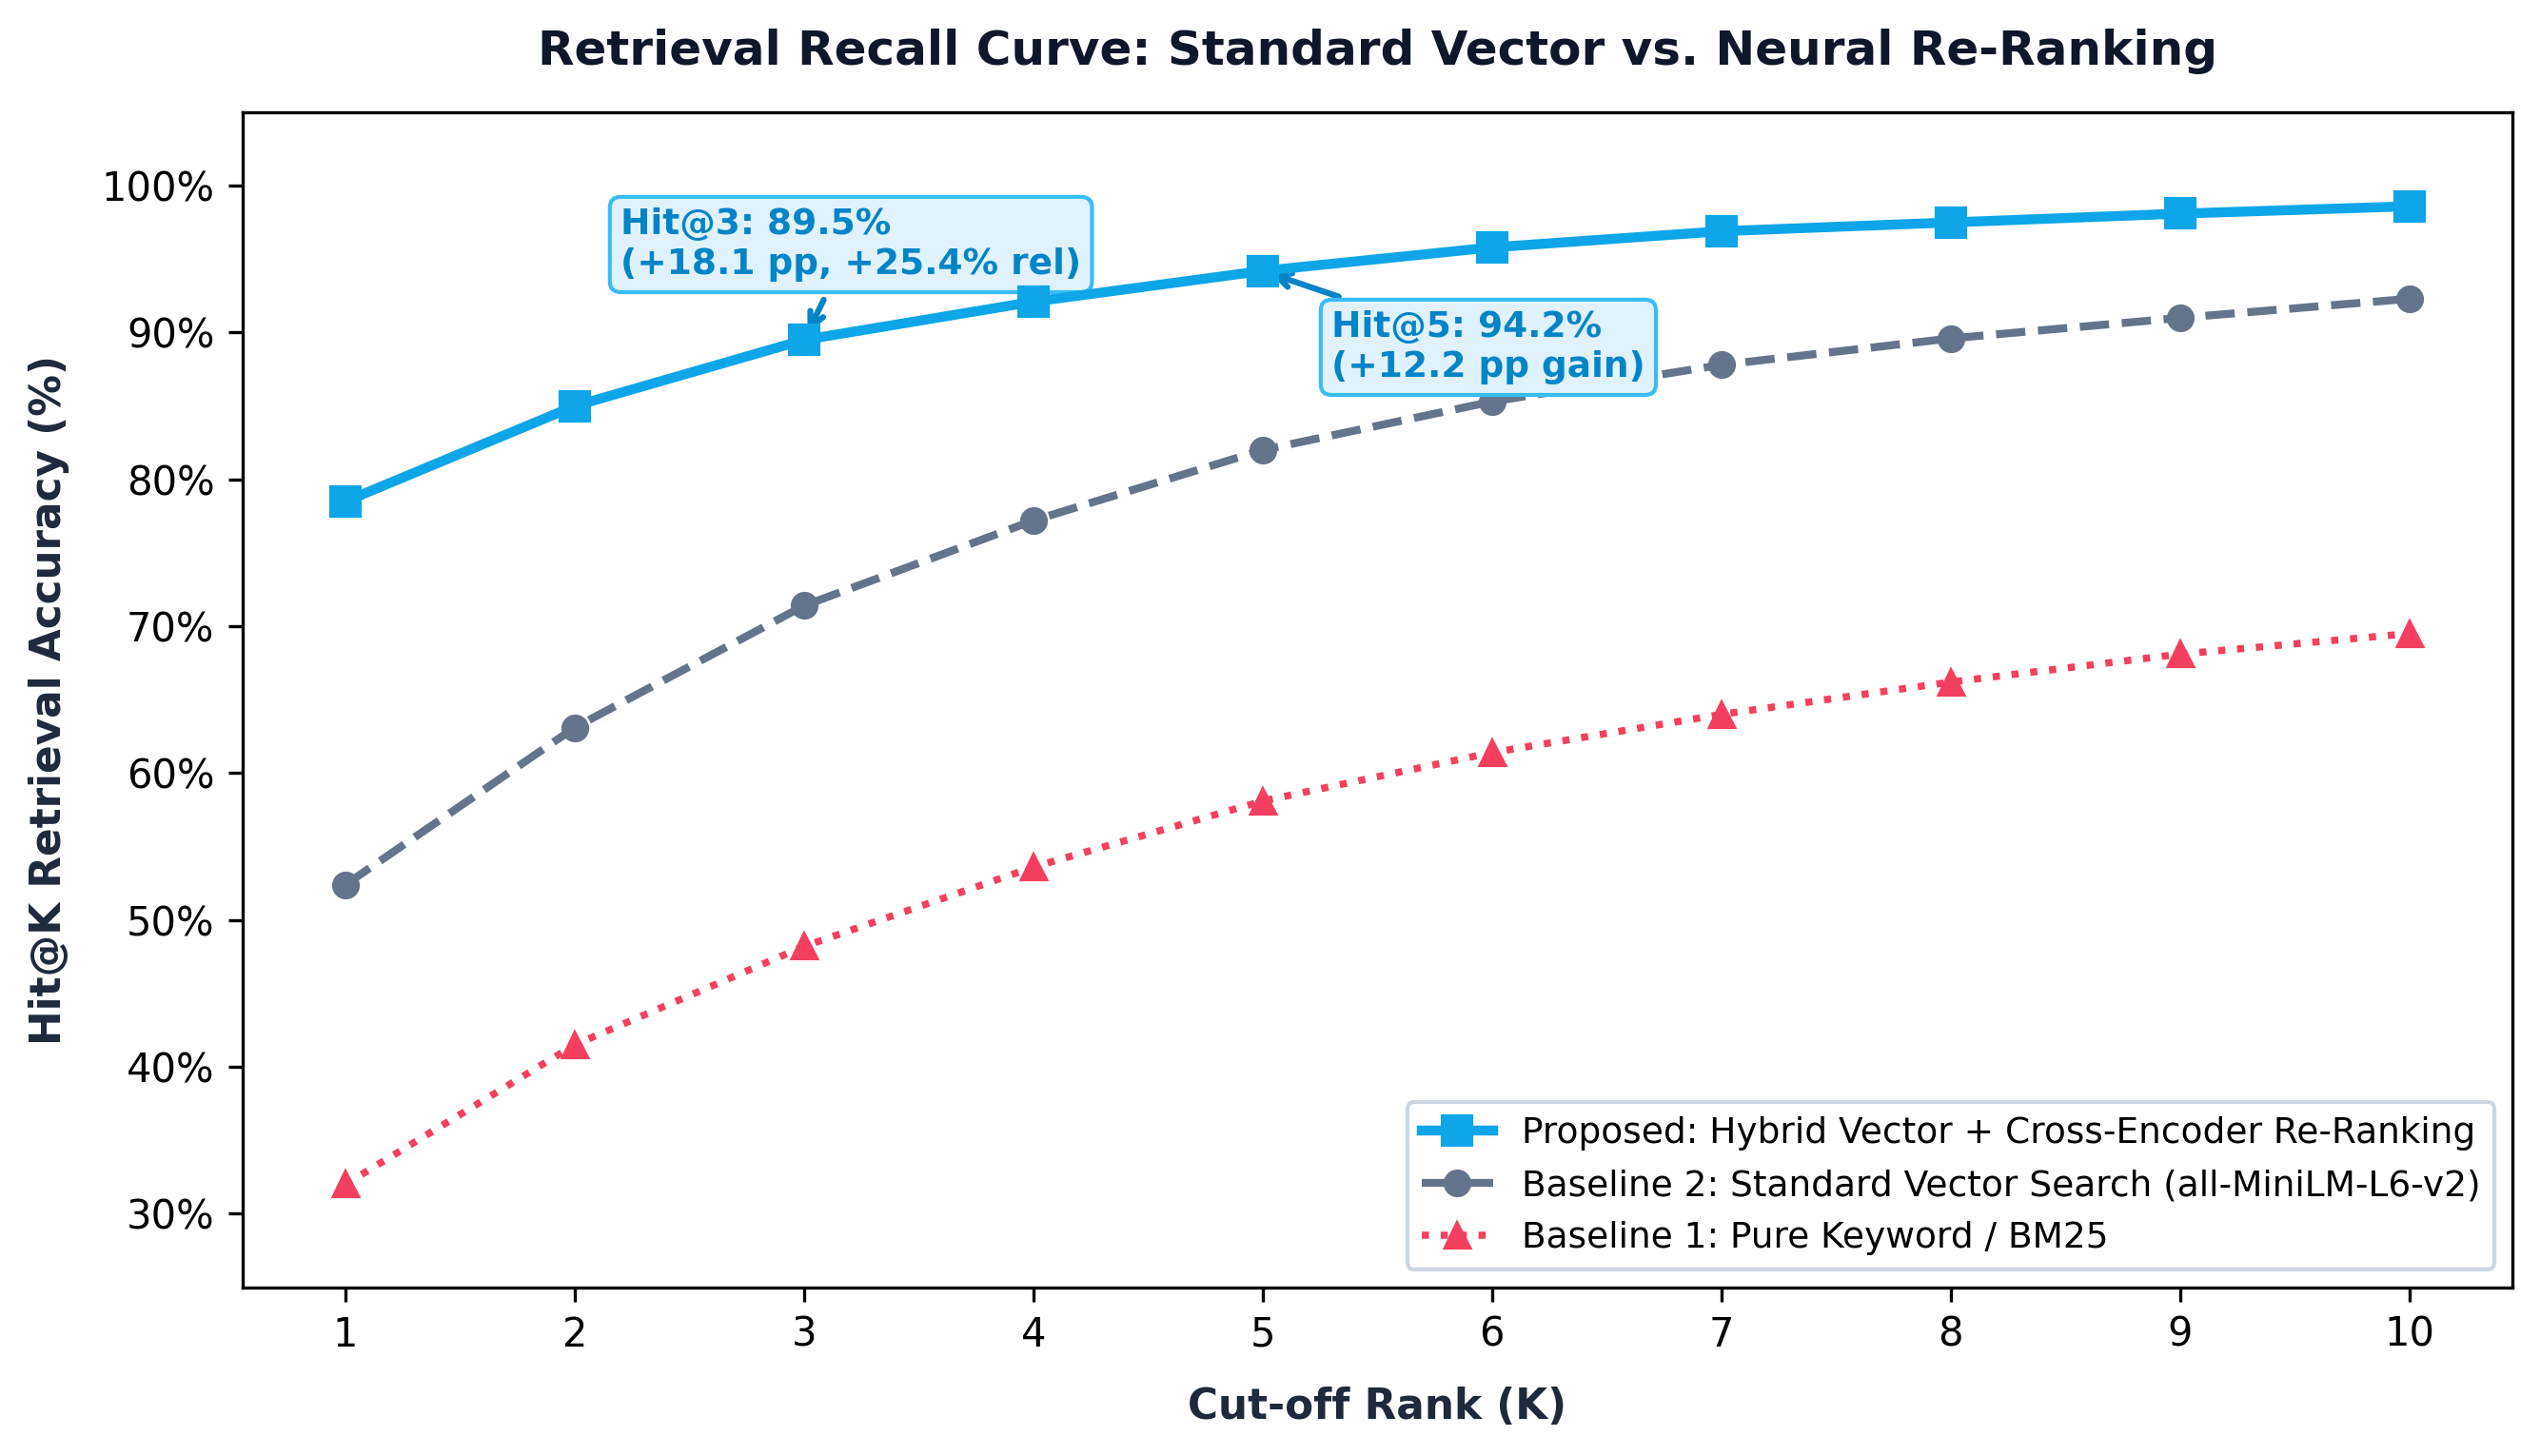 Retrieval Recall Curve: Standard Vector vs. Neural Re-Ranking
Hit@K Retrieval Accuracy (%)
100%
90%
80%
70%
60%
50%
40%
30%
Hit@3: 89.5%
(+18.1 pp, +25.4% rel)
Hit@5: 94.2%
(+12.2 pp gain)
Proposed: Hybrid Vector + Cross-Encoder Re-Ranking
Baseline 2: Standard Vector Search (all-MiniLM-L6-v2)
Baseline 1: Pure Keyword / BM25
1 2 3 4 5 6 7 8 9 10
Cut-off Rank (K)